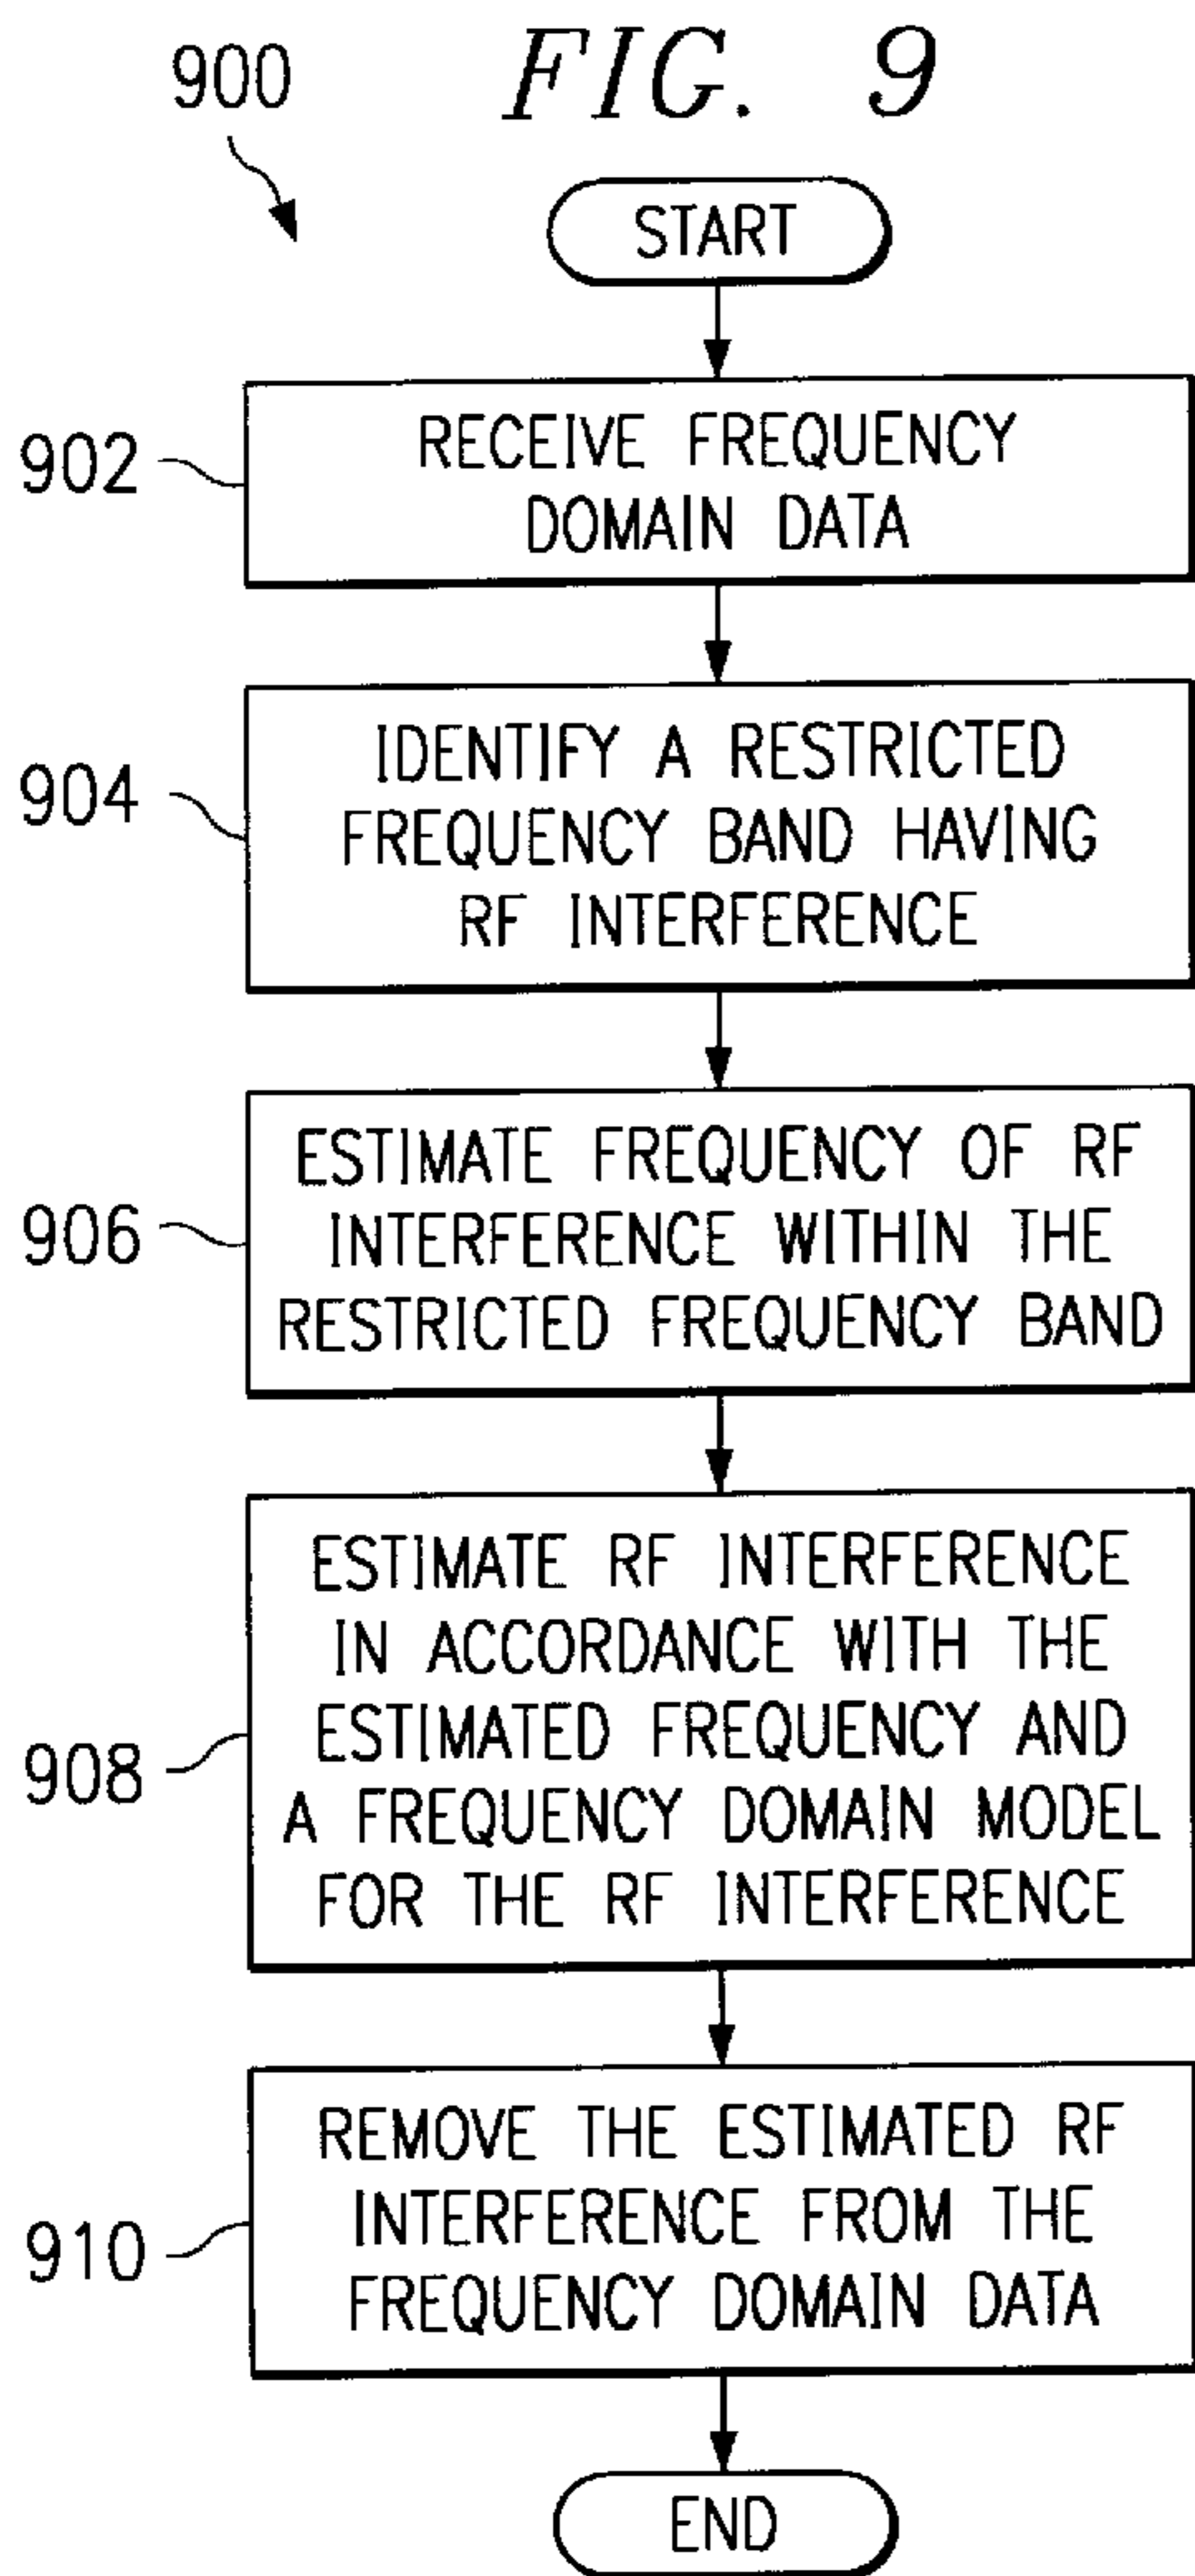 900
FIG. 9
START
902
RECEIVE FREQUENCY
DOMAIN DATA
904
IDENTIFY A RESTRICTED
FREQUENCY BAND HAVING
RF INTERFERENCE
906
ESTIMATE FREQUENCY OF RF
INTERFERENCE WITHIN THE
RESTRICTED FREQUENCY BAND
908
ESTIMATE RF INTERFERENCE
IN ACCORDANCE WITH THE
ESTIMATED FREQUENCY AND
A FREQUENCY DOMAIN MODEL
FOR THE RF INTERFERENCE
910
REMOVE THE ESTIMATED RF
INTERFERENCE FROM THE
FREQUENCY DOMAIN DATA
END